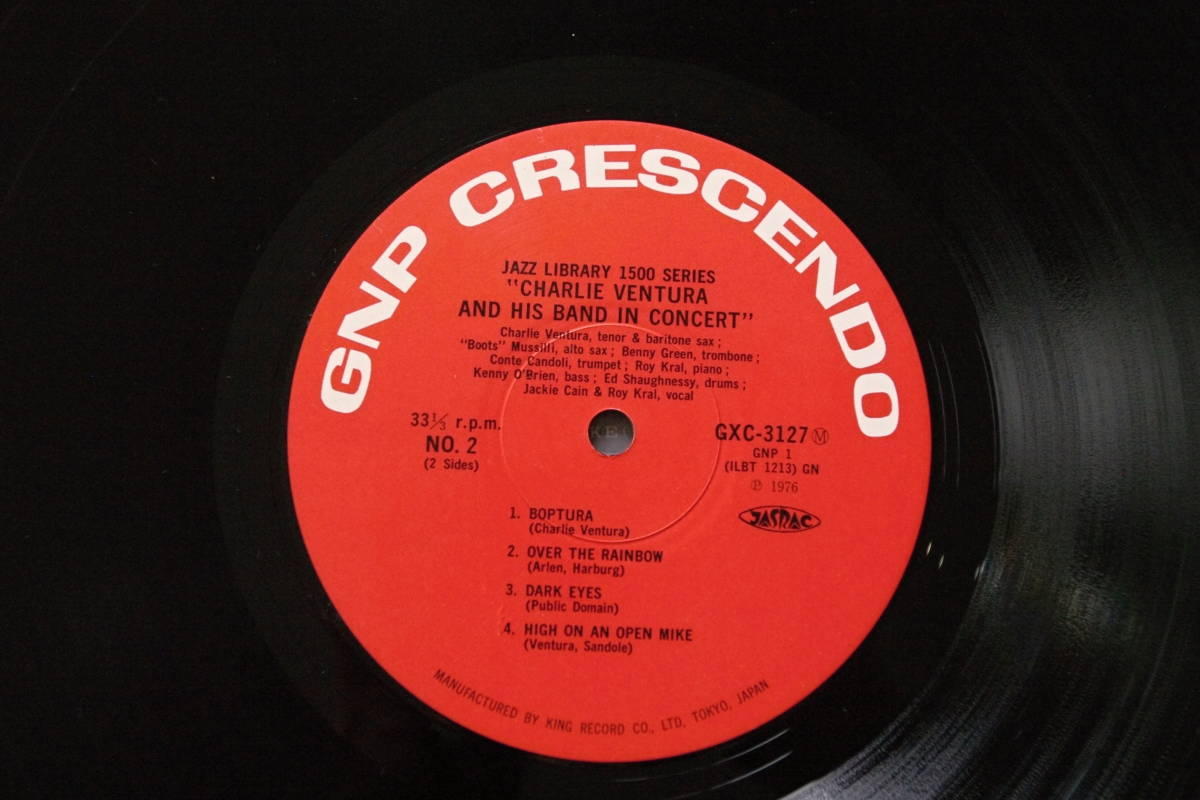 GNP CRESCENDO
JAZZ LIBRARY 1500 SERIES
"CHARLIE VENTURA
AND HIS BAND IN CONCERT"
Charlie Ventura, tenor & baritone sax;
"Boots" Mussilli, alto sax; Benny Green, trombone;
Conte Candoli, trumpet; Roy Kral, piano;
Kenny O'Brien, bass; Ed Shaughnessy, drums;
Jackie Cain & Roy Kral, vocal
33⅓ r.p.m.
NO. 2
(2 Sides)
GXC-3127 Ⓜ
GNP 1
(ILBT 1213) GN
℗ 1976
JASRAC
1. BOPTURA
(Charlie Ventura)
2. OVER THE RAINBOW
(Arlen, Harburg)
3. DARK EYES
(Public Domain)
4. HIGH ON AN OPEN MIKE
(Ventura, Sandole)
MANUFACTURED BY KING RECORD CO., LTD, TOKYO, JAPAN